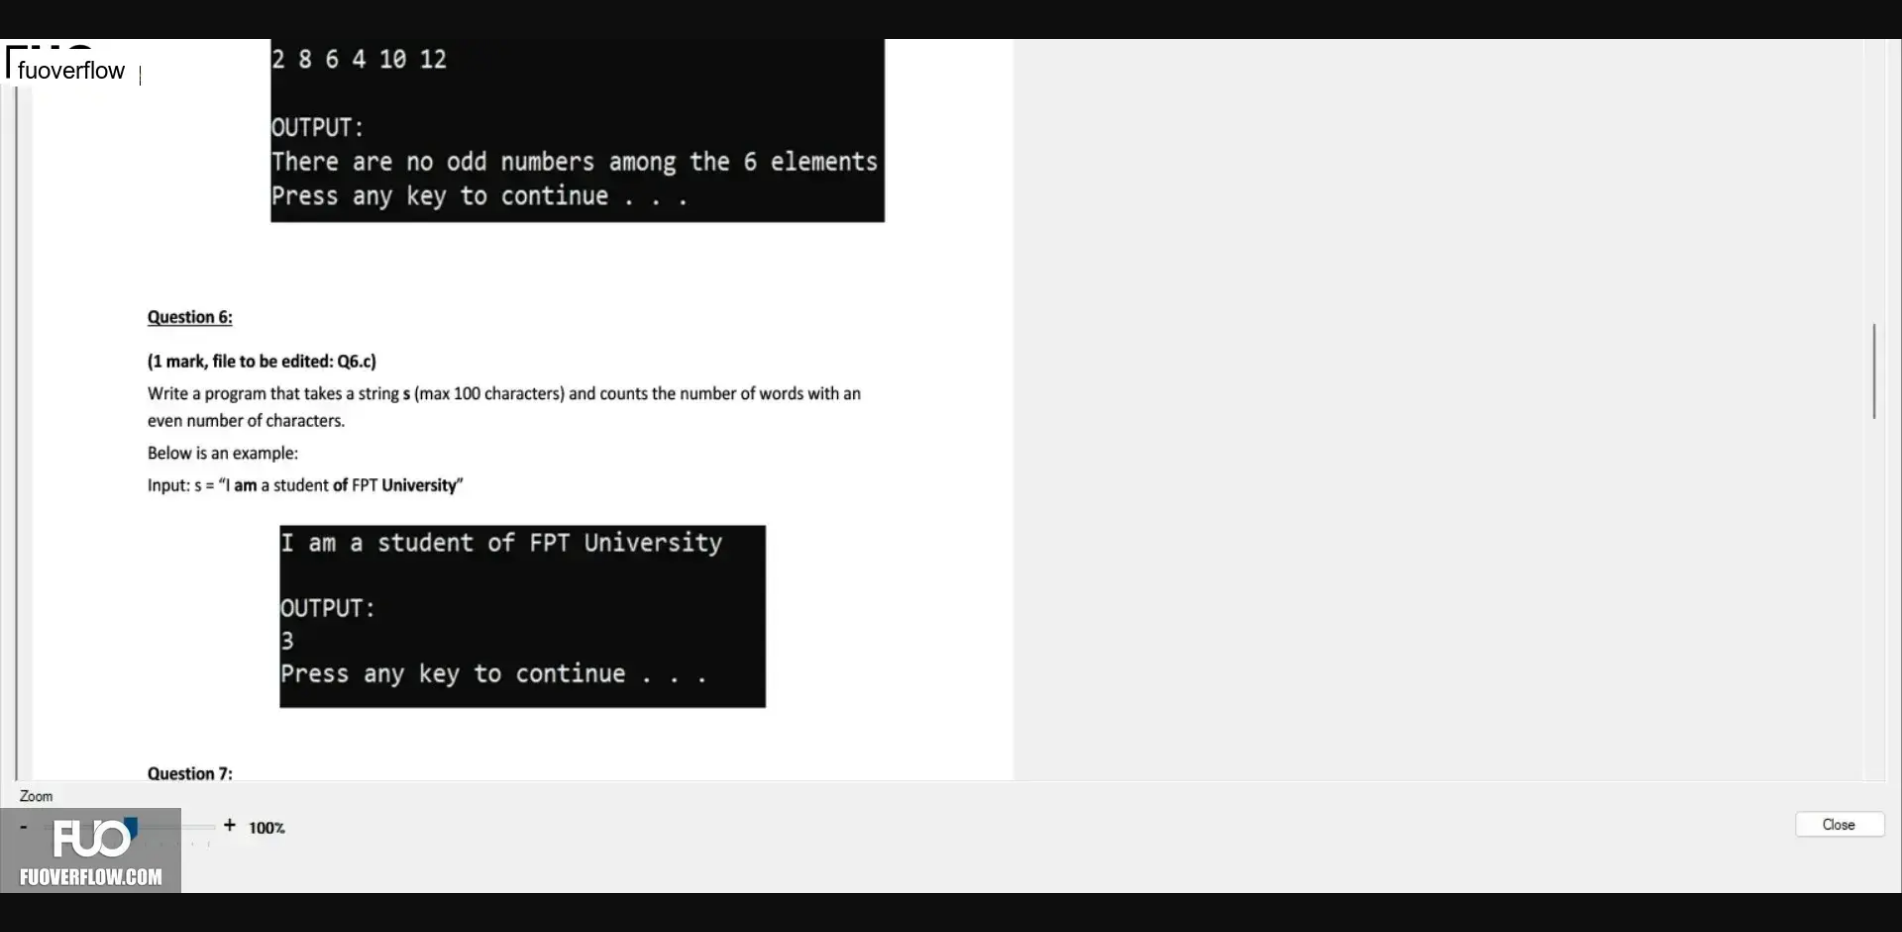 fuoverflow
2 8 6 4 10 12
OUTPUT:
There are no odd numbers among the 6 elements
Press any key to continue . . .
Question 6:
(1 mark, file to be edited: Q6.c)
Write a program that takes a string s (max 100 characters) and counts the number of words with an
even number of characters.
Below is an example:
Input: s = “I am a student of FPT University”
I am a student of FPT University
OUTPUT:
3
Press any key to continue . . .
Question 7:
Zoom
- + 100%
Close
FUO
FUOVERFLOW.COM